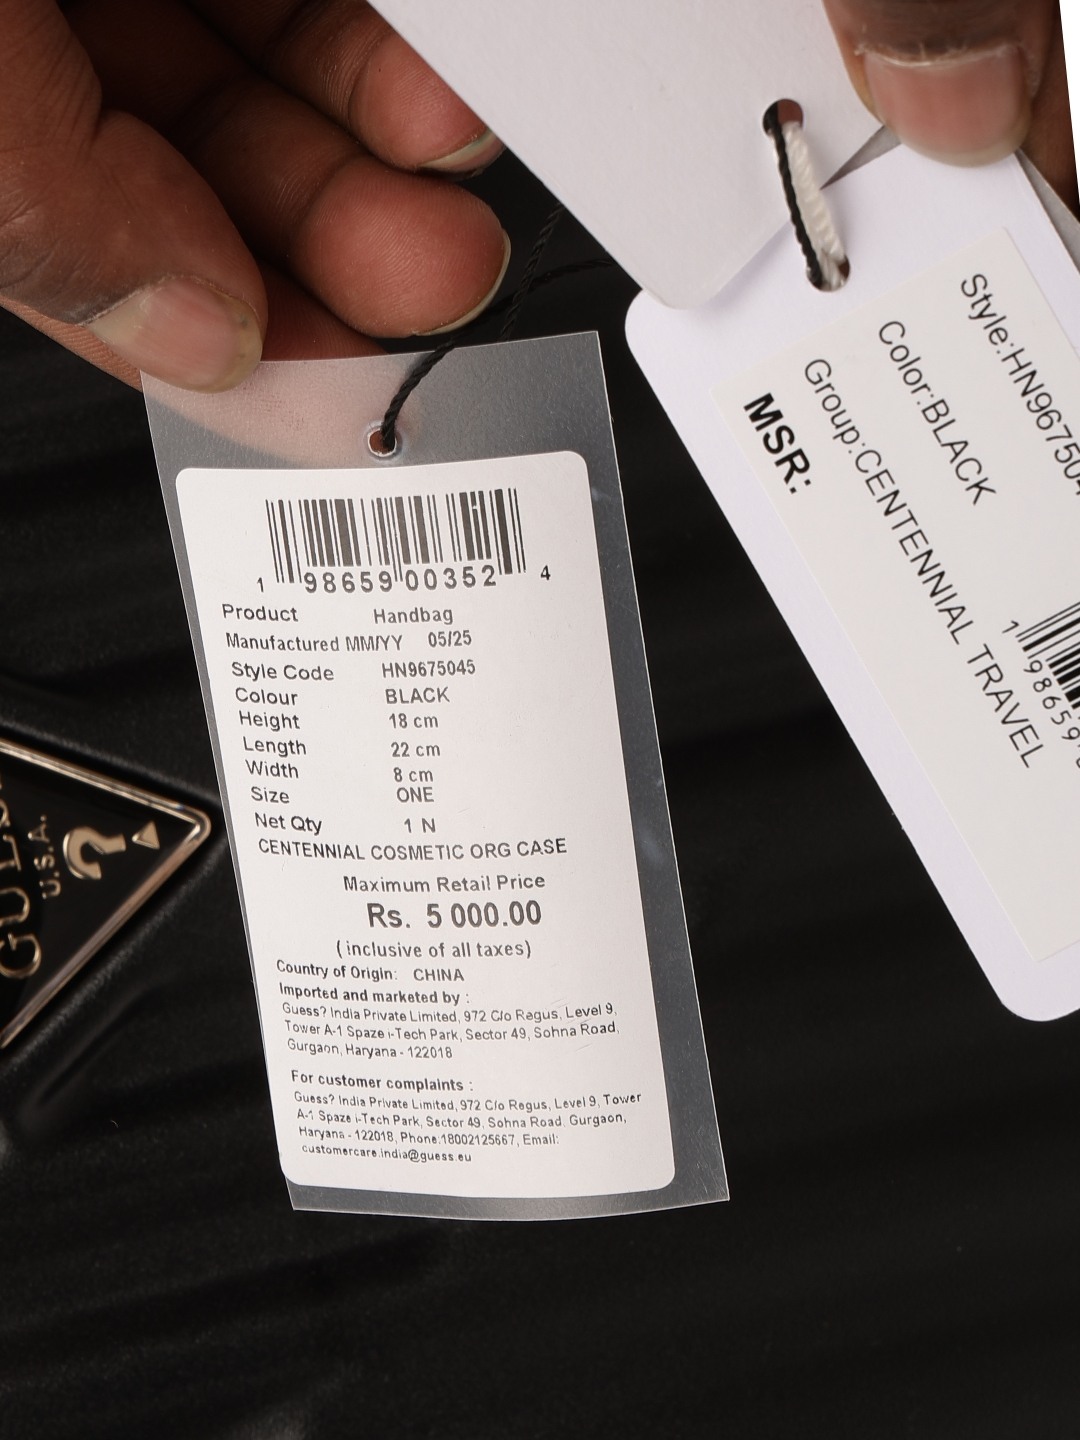 1 98659 00352 4
Product Handbag
Manufactured MM/YY 05/25
Style Code HN9675045
Colour BLACK
Height 18 cm
Length 22 cm
Width 8 cm
Size ONE
Net Qty 1 N
CENTENNIAL COSMETIC ORG CASE
Maximum Retail Price
Rs. 5 000.00
( inclusive of all taxes)
Country of Origin: CHINA
Imported and marketed by :
Guess? India Private Limited, 972 C/o Regus, Level 9,
Tower A-1 Spaze i-Tech Park, Sector 49, Sohna Road,
Gurgaon, Haryana - 122018
For customer complaints :
Guess? India Private Limited, 972 C/o Regus, Level 9, Tower
A-1 Spaze i-Tech Park, Sector 49, Sohna Road, Gurgaon,
Haryana - 122018, Phone:18002125667, Email:
customercare.india@guess.eu
Style:HN967504
Color:BLACK
Group:CENTENNIAL TRAVEL
MSR:
1 98659
U.S.A.
?